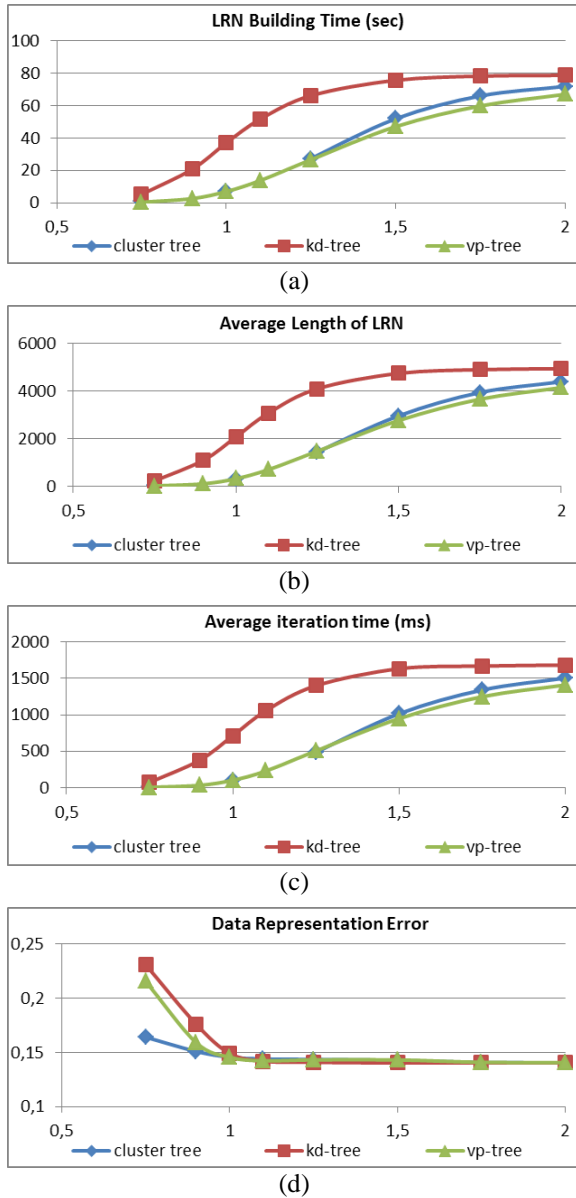 LRN Building Time (sec)
100
80
60
40
20
0
0,5 1 1,5 2
cluster tree kd-tree vp-tree
(a)
Average Length of LRN
6000
4000
2000
0
0,5 1 1,5 2
cluster tree kd-tree vp-tree
(b)
Average iteration time (ms)
2000
1500
1000
500
0
0,5 1 1,5 2
cluster tree kd-tree vp-tree
(c)
Data Representation Error
0,25
0,2
0,15
0,1
0,5 1 1,5 2
cluster tree kd-tree vp-tree
(d)